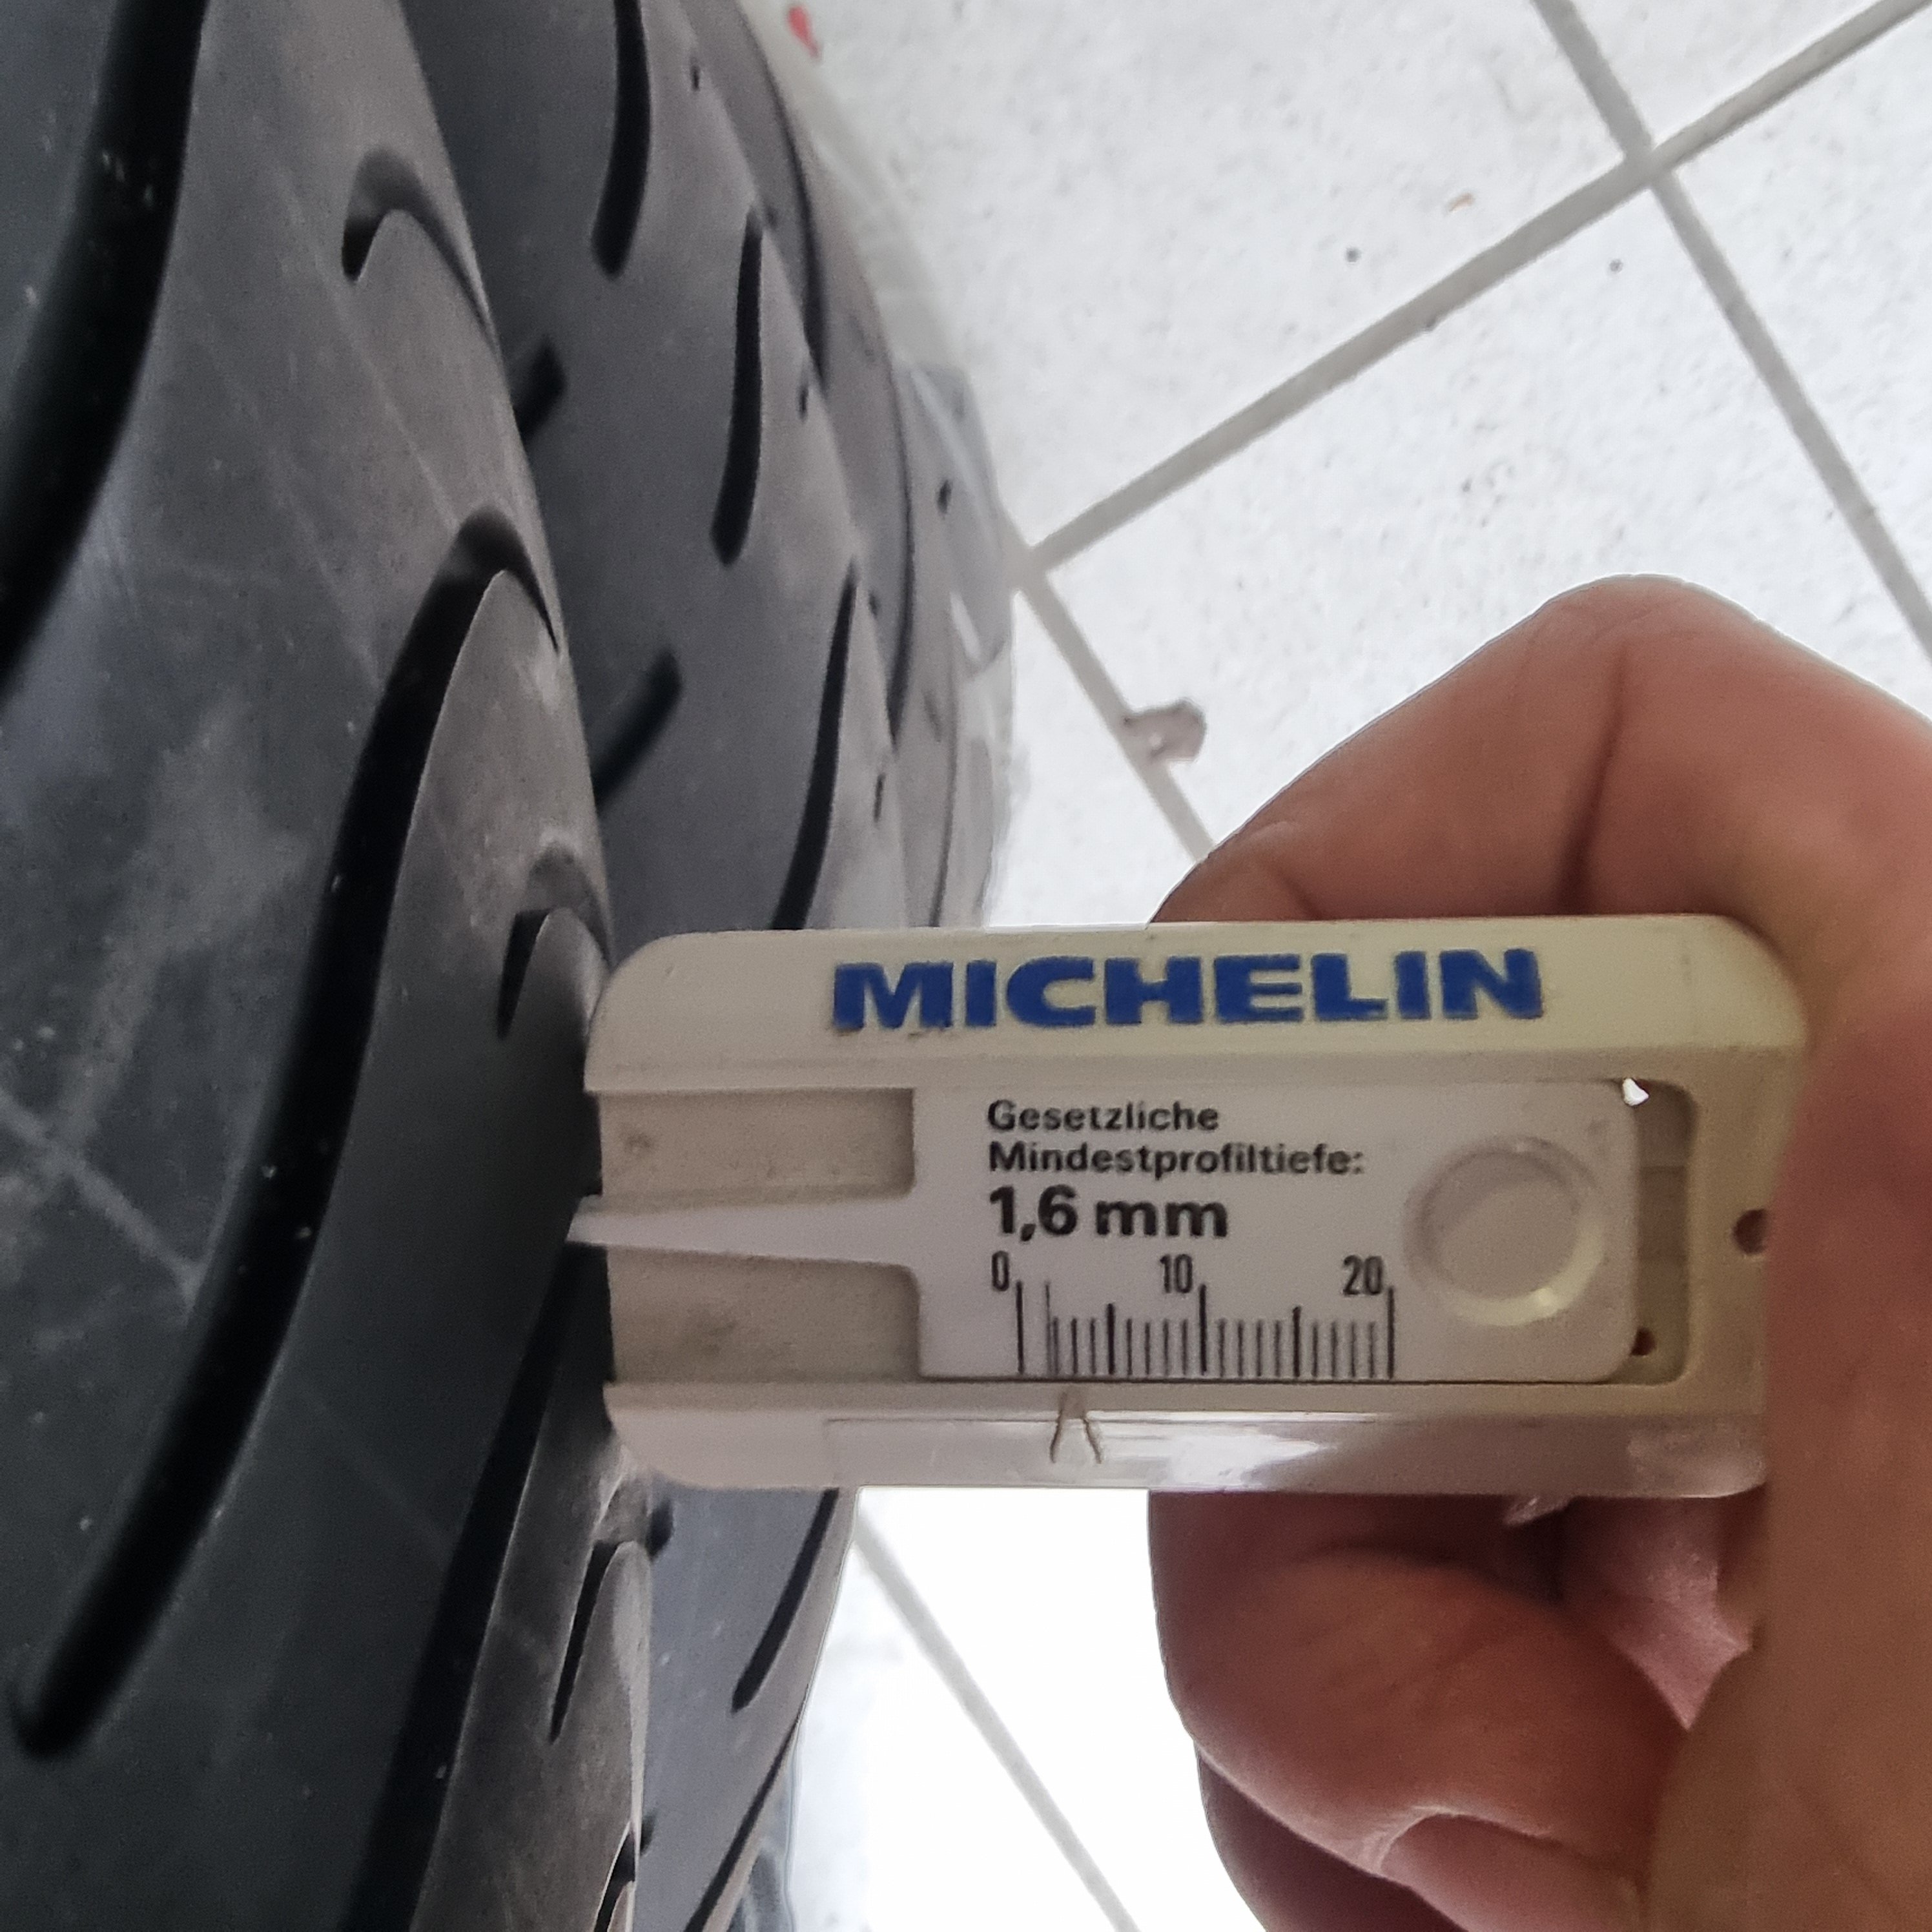 MICHELIN
Gesetzliche
Mindestprofiltiefe:
1,6 mm
0 10 20